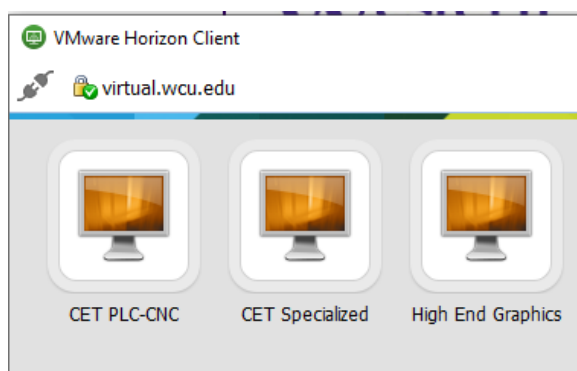 VMware Horizon Client
virtual.wcu.edu
CET PLC-CNC
CET Specialized
High End Graphics